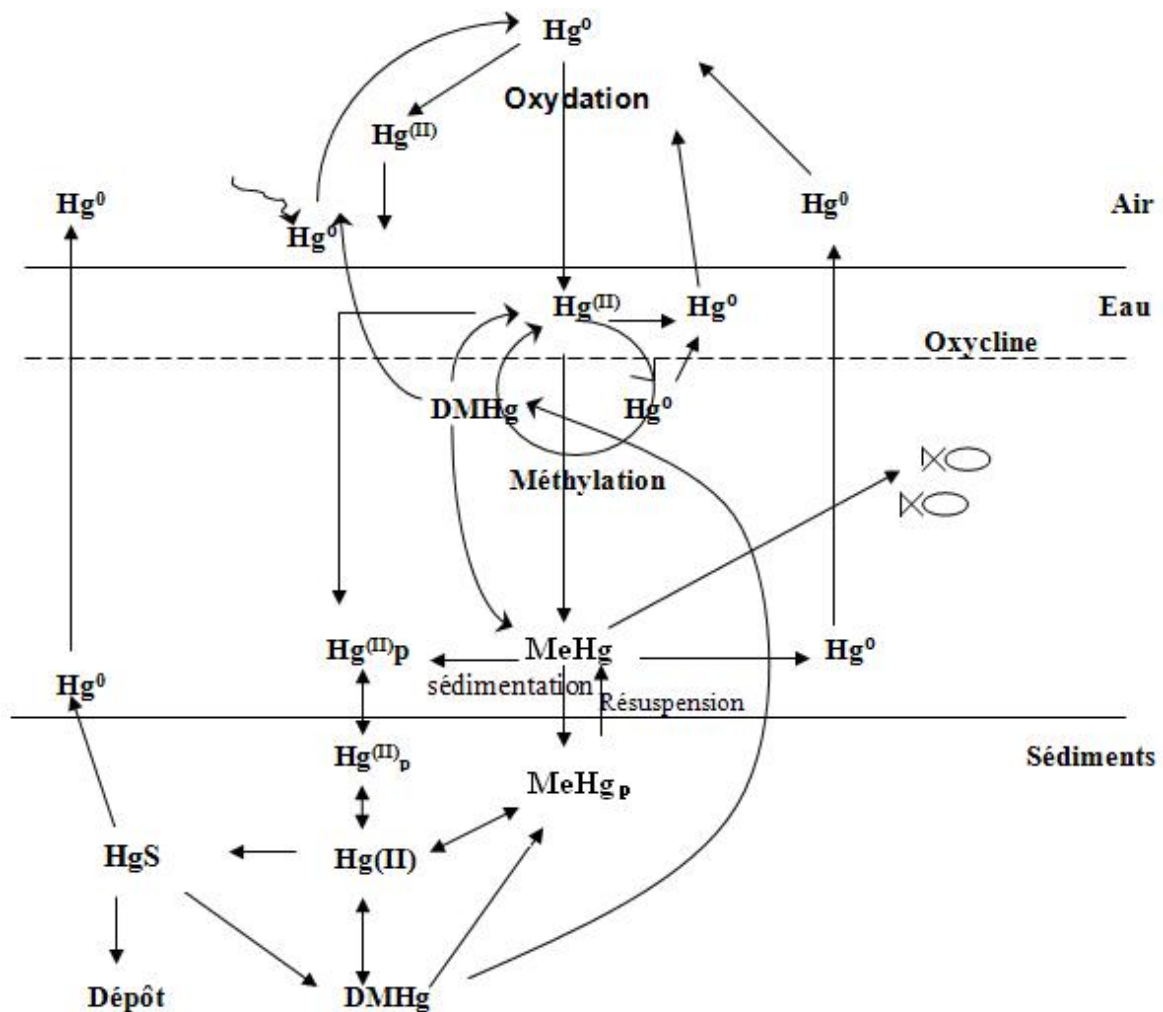 Hg⁰
Oxydation
Hg⁽ᴵᴵ⁾
Hg⁰
Hg⁰
Air
Hg⁰
Hg⁽ᴵᴵ⁾
Hg⁰
Eau
Oxycline
DMHg
Hg⁰
Méthylation
Hg⁽ᴵᴵ⁾p
MeHg
Hg⁰
Hg⁰
sédimentation
Résuspension
Hg⁽ᴵᴵ⁾p
Sédiments
MeHg p
HgS
Hg(II)
Dépôt
DMHg